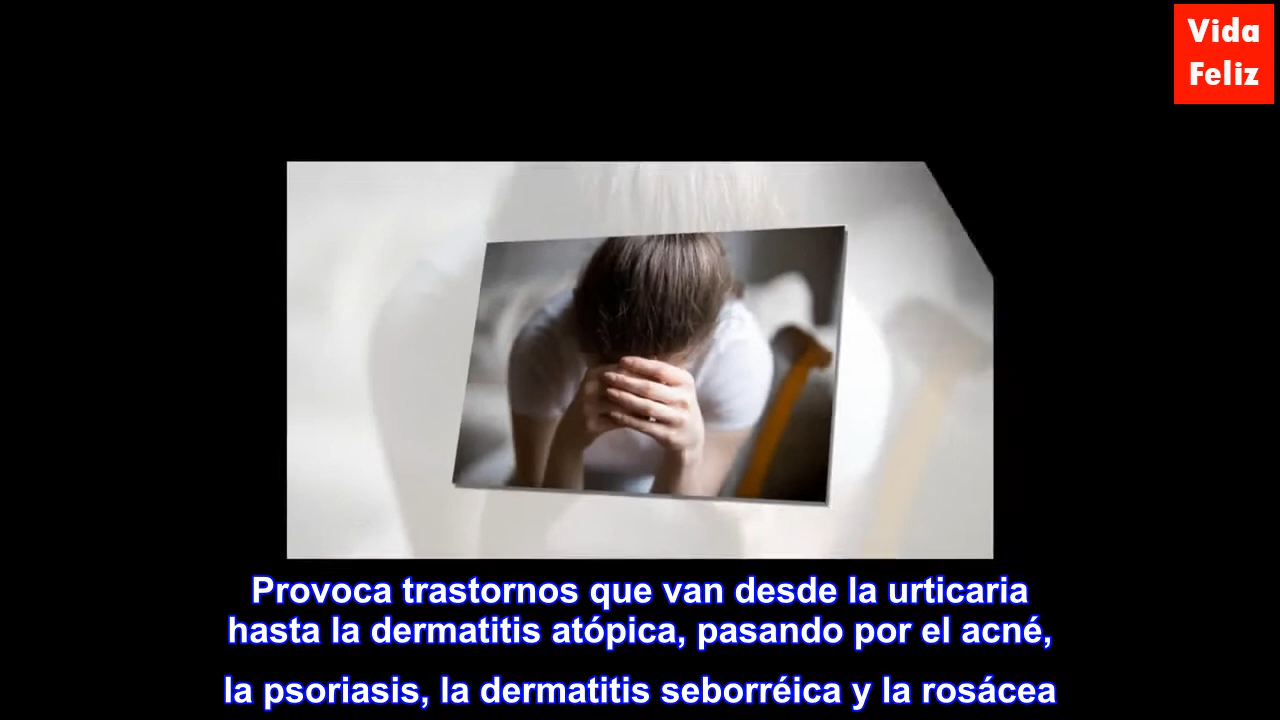 Vida
Feliz
Provoca trastornos que van desde la urticaria
hasta la dermatitis atópica, pasando por el acné,
la psoriasis, la dermatitis seborréica y la rosácea